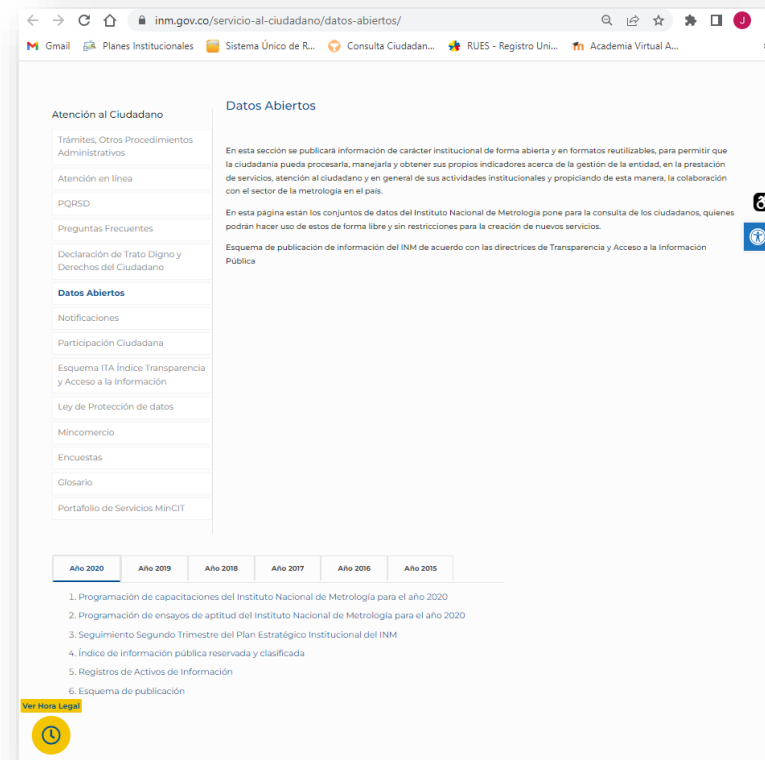 inm.gov.co/servicio-al-ciudadano/datos-abiertos/
J
Gmail
Planes Institucionales
Sistema Único de R...
Consulta Ciudadan...
RUES - Registro Uni...
Academia Virtual A...
Atención al Ciudadano
Trámites, Otros Procedimientos
Administrativos
Atención en línea
PQRSD
Preguntas Frecuentes
Declaración de Trato Digno y
Derechos del Ciudadano
Datos Abiertos
Notificaciones
Participación Ciudadana
Esquema ITA Índice Transparencia
y Acceso a la Información
Ley de Protección de datos
Mincomercio
Encuestas
Glosario
Portafolio de Servicios MinCIT
Datos Abiertos
En esta sección se publicará información de carácter institucional de forma abierta y en formatos reutilizables, para permitir que
la ciudadanía pueda procesarla, manejarla y obtener sus propios indicadores acerca de la gestión de la entidad, en la prestación
de servicios, atención al ciudadano y en general de sus actividades institucionales y propiciando de esta manera, la colaboración
con el sector de la metrología en el país.
En esta página están los conjuntos de datos del Instituto Nacional de Metrología pone para la consulta de los ciudadanos, quienes
podrán hacer uso de estos de forma libre y sin restricciones para la creación de nuevos servicios.
Esquema de publicación de información del INM de acuerdo con las directrices de Transparencia y Acceso a la Información
Pública
Año 2020
Año 2019
Año 2018
Año 2017
Año 2016
Año 2015
1. Programación de capacitaciones del Instituto Nacional de Metrología para el año 2020
2. Programación de ensayos de aptitud del Instituto Nacional de Metrología para el año 2020
3. Seguimiento Segundo Trimestre del Plan Estratégico Institucional del INM
4. Índice de información pública reservada y clasificada
5. Registros de Activos de Información
6. Esquema de publicación
Ver Hora Legal